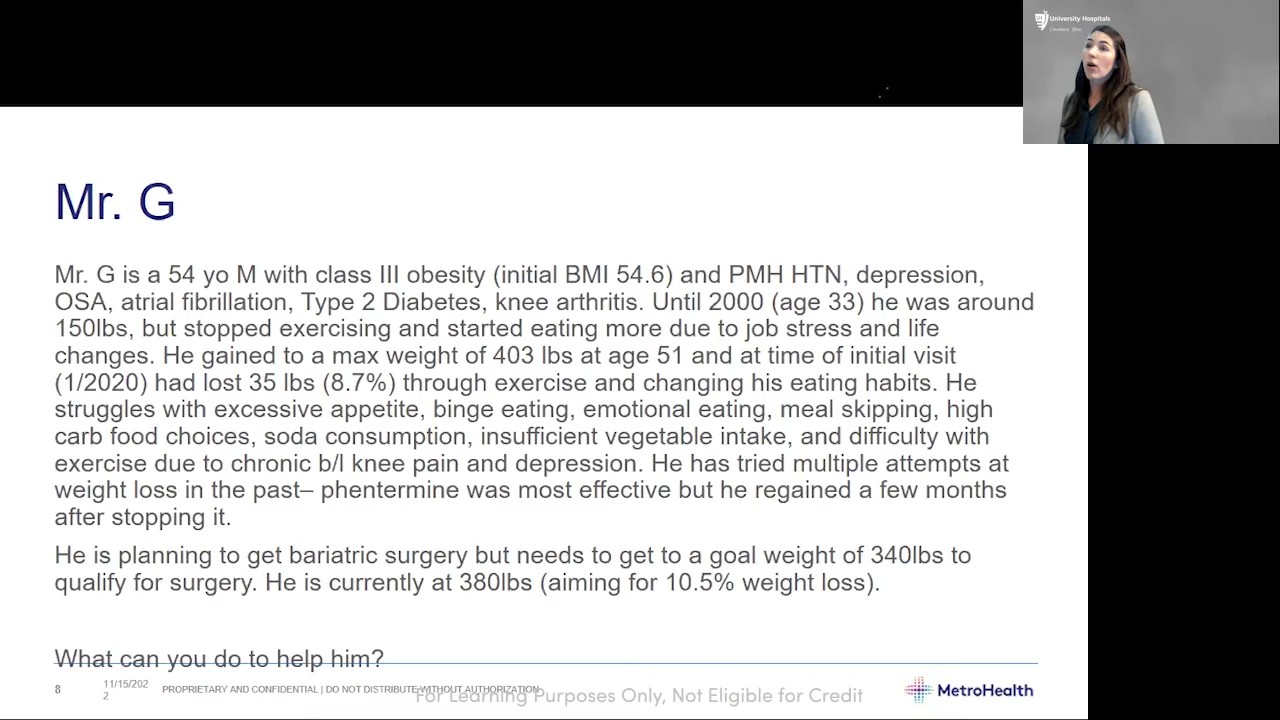 University Hospitals
Cleveland Ohio
Mr. G
Mr. G is a 54 yo M with class III obesity (initial BMI 54.6) and PMH HTN, depression,
OSA, atrial fibrillation, Type 2 Diabetes, knee arthritis. Until 2000 (age 33) he was around
150lbs, but stopped exercising and started eating more due to job stress and life
changes. He gained to a max weight of 403 lbs at age 51 and at time of initial visit
(1/2020) had lost 35 lbs (8.7%) through exercise and changing his eating habits. He
struggles with excessive appetite, binge eating, emotional eating, meal skipping, high
carb food choices, soda consumption, insufficient vegetable intake, and difficulty with
exercise due to chronic b/l knee pain and depression. He has tried multiple attempts at
weight loss in the past– phentermine was most effective but he regained a few months
after stopping it.
He is planning to get bariatric surgery but needs to get to a goal weight of 340lbs to
qualify for surgery. He is currently at 380lbs (aiming for 10.5% weight loss).
What can you do to help him?
8
11/15/202
2
PROPRIETARY AND CONFIDENTIAL | DO NOT DISTRIBUTE WITHOUT AUTHORIZATION
For Learning Purposes Only, Not Eligible for Credit
MetroHealth